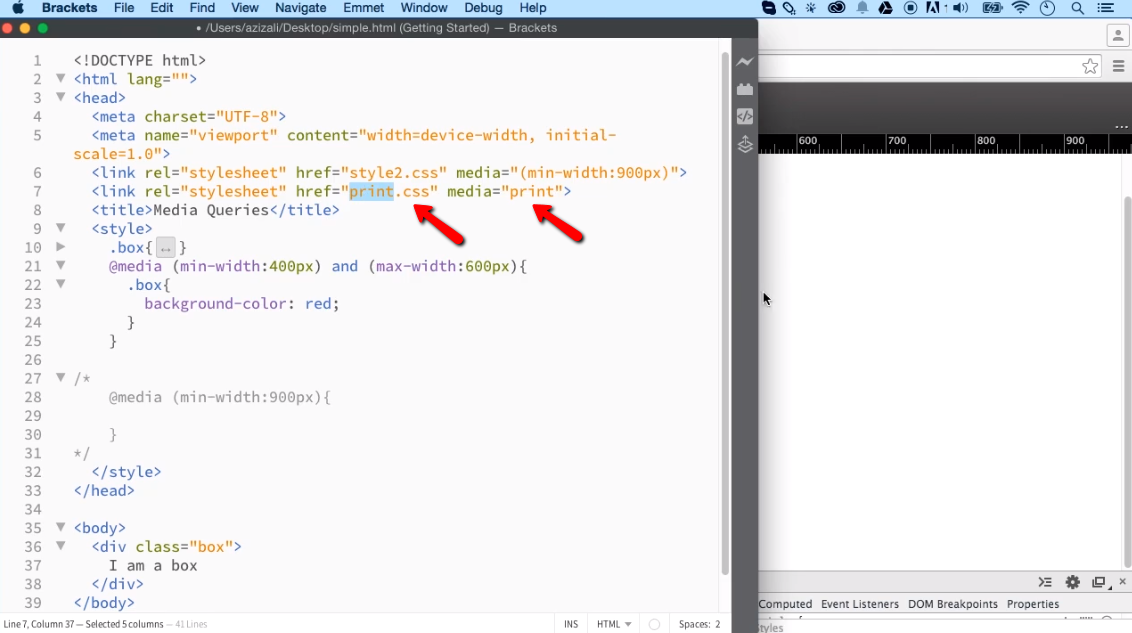 Brackets File Edit Find View Navigate Emmet Window Debug Help
• /Users/azizali/Desktop/simple.html (Getting Started) — Brackets
1 <!DOCTYPE html>
2 <html lang="">
3 <head>
4 <meta charset="UTF-8">
5 <meta name="viewport" content="width=device-width, initial-
scale=1.0">
6 <link rel="stylesheet" href="style2.css" media="(min-width:900px)">
7 <link rel="stylesheet" href="print.css" media="print">
8 <title>Media Queries</title>
9 <style>
10 .box{↔}
21 @media (min-width:400px) and (max-width:600px){
22 .box{
23 background-color: red;
24 }
25 }
26
27 /*
28 @media (min-width:900px){
29
30 }
31 */
32 </style>
33 </head>
34
35 <body>
36 <div class="box">
37 I am a box
38 </div>
39 </body>
600 700 800 900
Line 7, Column 37 — Selected 5 columns — 41 Lines INS HTML Spaces: 2
Computed Event Listeners DOM Breakpoints Properties
Styles